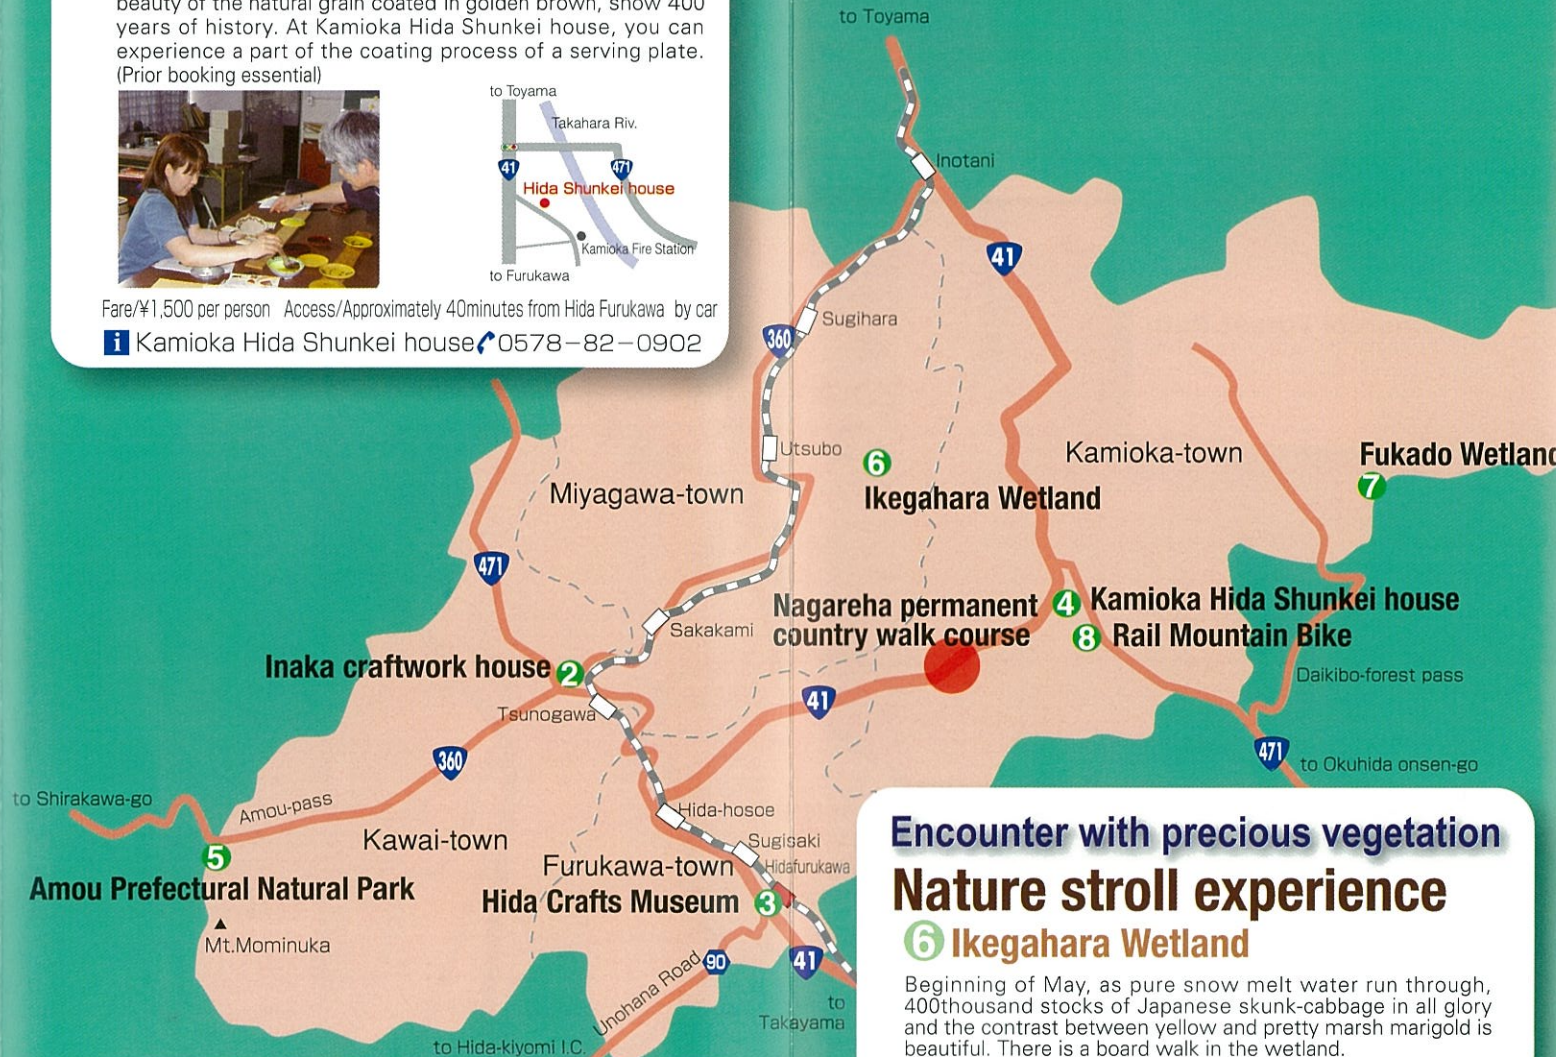 beauty of the natural grain coated in golden brown, show 400
years of history. At Kamioka Hida Shunkei house, you can
experience a part of the coating process of a serving plate.
(Prior booking essential)
to Toyama
Takahara Riv.
41
471
Hida Shunkei house
Kamioka Fire Station
to Furukawa
Fare/¥1,500 per person Access/Approximately 40minutes from Hida Furukawa by car
i Kamioka Hida Shunkei house 0578-82-0902
to Toyama
Inotani
41
Sugihara
360
Utsubo
6
Ikegahara Wetland
Kamioka-town
Fukado Wetland
7
Miyagawa-town
471
Sakakami
Nagareha permanent
country walk course
4 Kamioka Hida Shunkei house
8 Rail Mountain Bike
Inaka craftwork house 2
Daikibo-forest pass
Tsunogawa
41
360
471
to Okuhida onsen-go
to Shirakawa-go
Amou-pass
Hida-hosoe
Kawai-town
Sugisaki
5
Furukawa-town
Hidafurukawa
Amou Prefectural Natural Park
Hida Crafts Museum 3
Mt.Mominuka
90
41
Unohana Road
to
Takayama
to Hida-kiyomi I.C.
Encounter with precious vegetation
Nature stroll experience
6 Ikegahara Wetland
Beginning of May, as pure snow melt water run through,
400thousand stocks of Japanese skunk-cabbage in all glory
and the contrast between yellow and pretty marsh marigold is
beautiful. There is a board walk in the wetland.